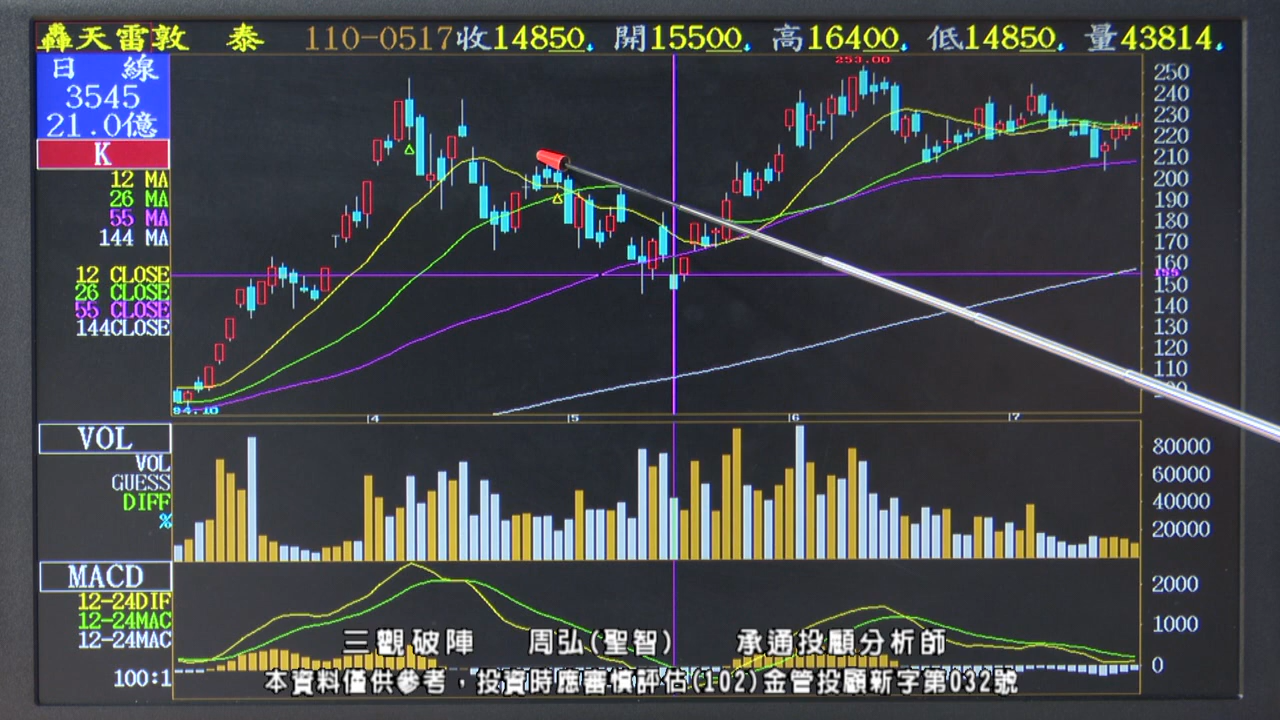 轟天雷敦 泰 110-0517收14850. 開15500. 高16400. 低14850. 量43814.
日 線
3545
21.0億
K
12 MA
26 MA
55 MA
144 MA
12 CLOSE
26 CLOSE
55 CLOSE
144CLOSE
253.00
250
240
230
220
210
200
190
180
170
160
155
150
140
130
120
110
94.10
4 5 6 7
VOL
VOL
GUESS
DIFF
%
80000
60000
40000
20000
MACD
12-24DIF
12-24MAC
12-24MAC
100:1
2000
1000
0
三觀破陣 周弘(聖智) 承通投顧分析師
本資料僅供參考,投資時應審慎評估(102)金管投顧新字第032號